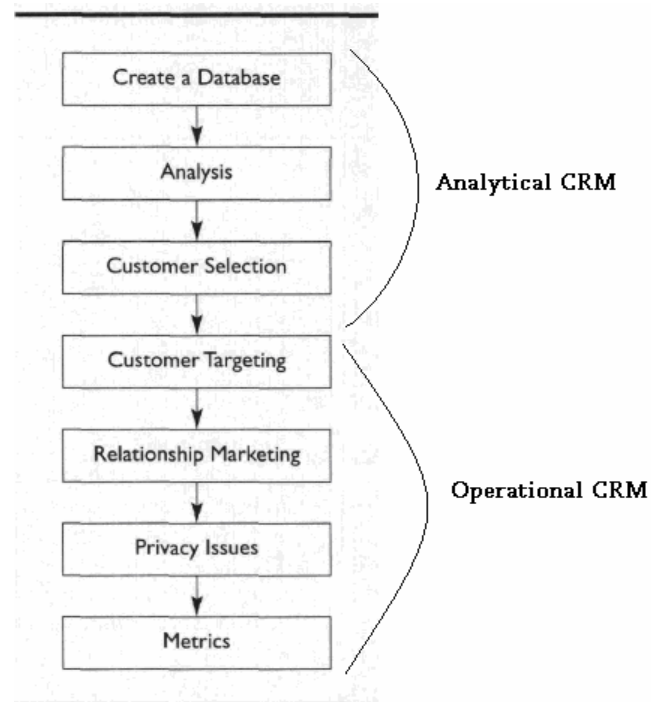 Create a Database
Analysis
Analytical CRM
Customer Selection
Customer Targeting
Relationship Marketing
Operational CRM
Privacy Issues
Metrics